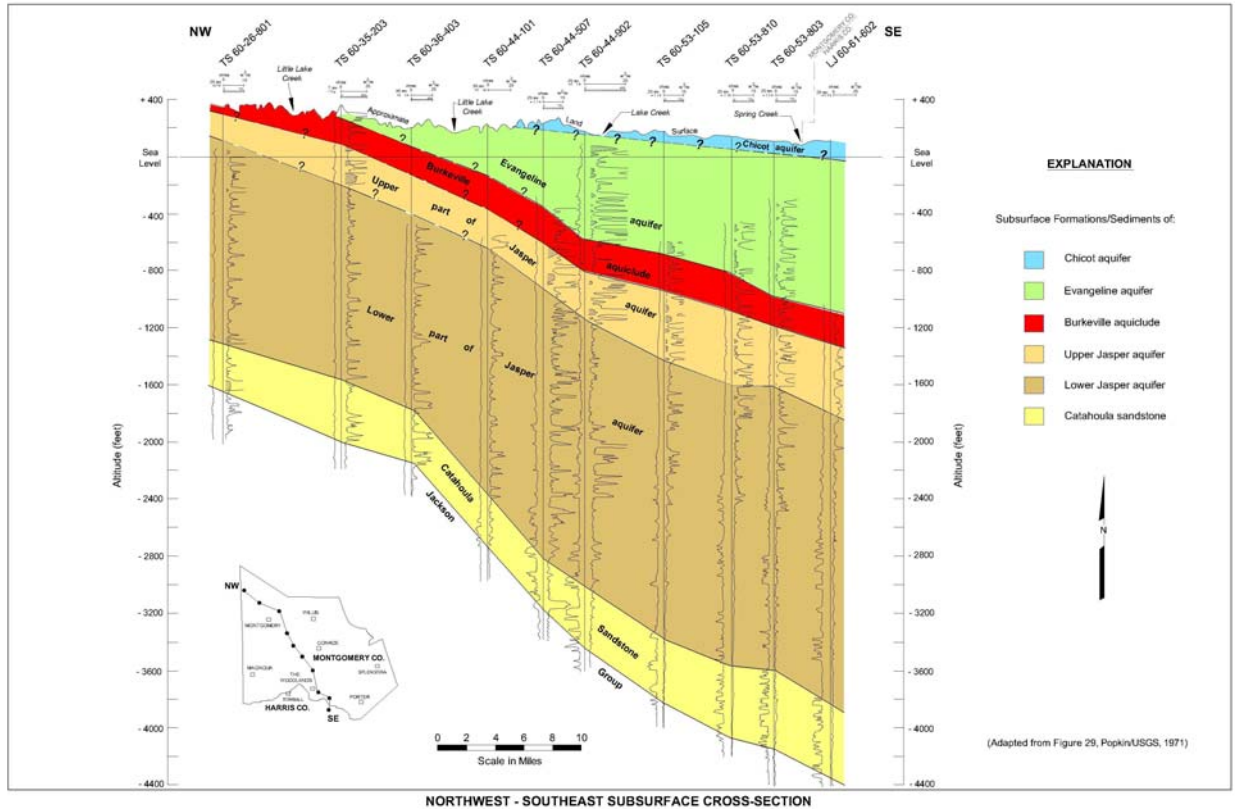 NW
SE
TS 60-26-801
TS 60-35-203
TS 60-36-403
TS 60-44-101
TS 60-44-507
TS 60-44-902
TS 60-53-105
TS 60-53-810
TS 60-53-803
MONTGOMERY CO.
HARRIS CO.
LJ 60-61-602
Little Lake
Creek
Little Lake
Creek
Lake Creek
Spring Creek
Approximate
Land
Surface
+ 400
Sea
Level
- 400
- 800
- 1200
- 1600
- 2000
- 2400
- 2800
- 3200
- 3600
- 4000
- 4400
Altitude (feet)
+ 400
Sea
Level
- 400
- 800
- 1200
- 1600
- 2000
- 2400
- 2800
- 3200
- 3600
- 4000
- 4400
Altitude (feet)
Chicot aquifer
Evangeline
aquifer
Burkeville
aquiclude
Upper
part of
Jasper
aquifer
Lower
part of
Jasper
aquifer
Catahoula
Sandstone
Jackson
Group
EXPLANATION
Subsurface Formations/Sediments of:
Chicot aquifer
Evangeline aquifer
Burkeville aquiclude
Upper Jasper aquifer
Lower Jasper aquifer
Catahoula sandstone
N
NW
MONTGOMERY
WILLIS
CONROE
MONTGOMERY CO.
SPLENDORA
MAGNOLIA
THE
WOODLANDS
TOMBALL
PORTER
HARRIS CO.
SE
0 2 4 6 8 10
Scale in Miles
(Adapted from Figure 29, Popkin/USGS, 1971)
NORTHWEST - SOUTHEAST SUBSURFACE CROSS-SECTION